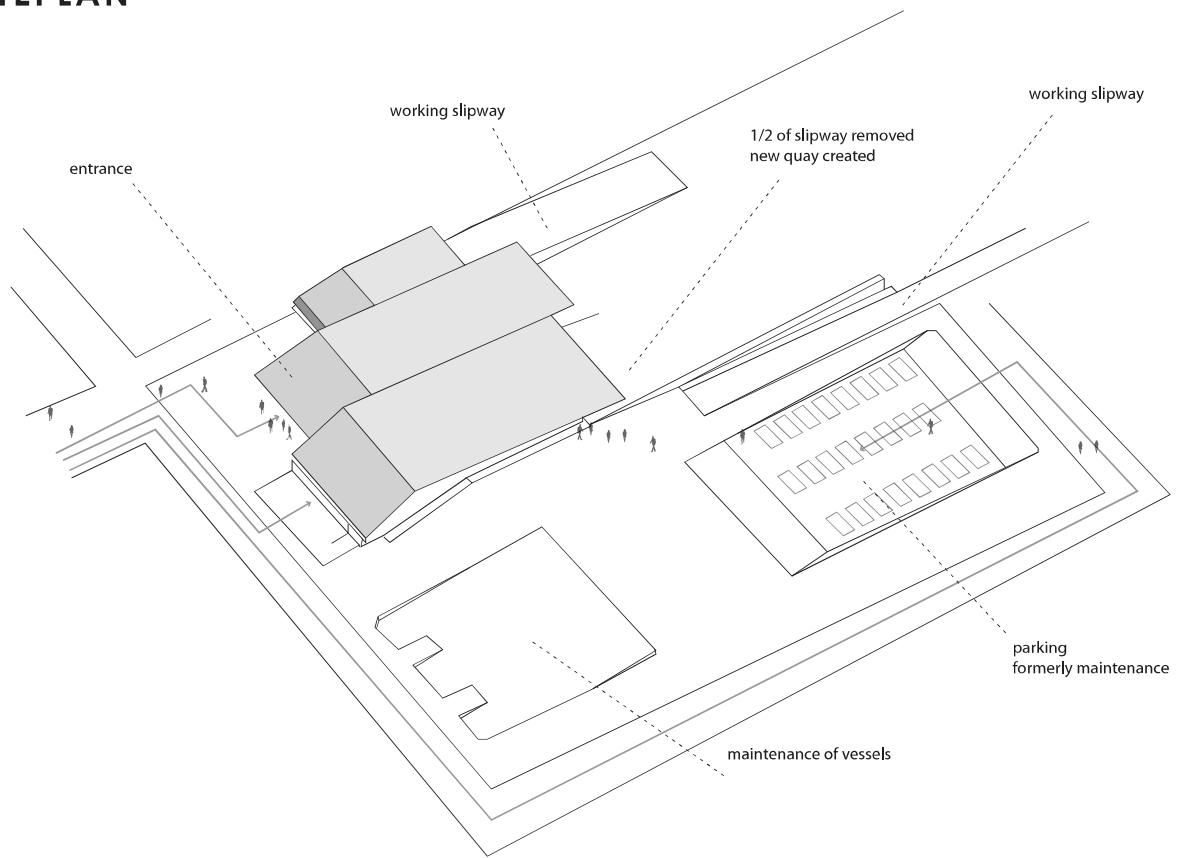 working slipway
working slipway
1/2 of slipway removed
new quay created
entrance
parking
formerly maintenance
maintenance of vessels